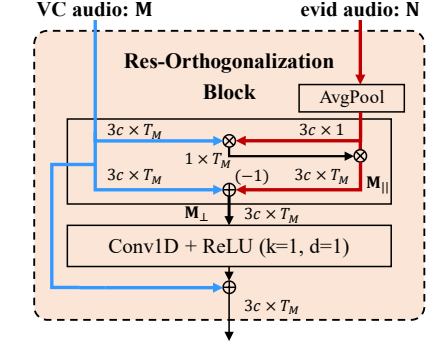 VC audio: M
evid audio: N
Res-Orthogonalization
Block
AvgPool
3c × T_M
3c × 1
1 × T_M
3c × T_M
(−1)
3c × T_M
M_||
M_⊥
3c × T_M
Conv1D + ReLU (k=1, d=1)
3c × T_M